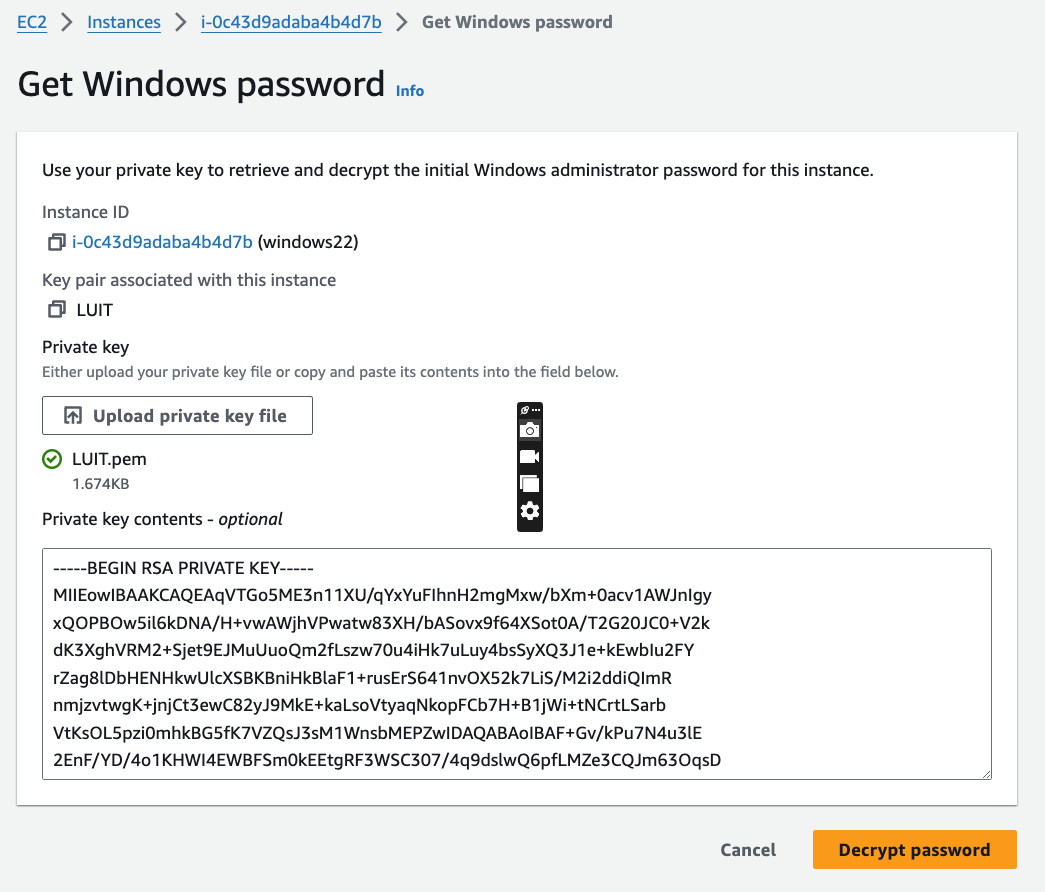 EC2 > Instances > i-0c43d9adaba4b4d7b > Get Windows password
Get Windows password Info
Use your private key to retrieve and decrypt the initial Windows administrator password for this instance.
Instance ID
i-0c43d9adaba4b4d7b (windows22)
Key pair associated with this instance
LUIT
Private key
Either upload your private key file or copy and paste its contents into the field below.
Upload private key file
LUIT.pem
1.674KB
Private key contents - optional
-----BEGIN RSA PRIVATE KEY-----
MIIEowIBAAKCAQEAqVTGo5ME3n11XU/qYxYuFIhnH2mgMxw/bXm+0acv1AWJnIgy
xQOPBOw5il6kDNA/H+vwAWjhVPwatw83XH/bASovx9f64XSot0A/T2G20JC0+V2k
dK3XghVRM2+Sjet9EJMuUuoQm2fLszw70u4iHk7uLuy4bsSyXQ3J1e+kEwbIu2FY
rZag8lDbHENHkwUlcXSBKBniHkBlaF1+rusErS641nvOX52k7LiS/M2i2ddiQImR
nmjzvtwgK+jnjCt3ewC82yJ9MkE+kaLsoVtyaqNkopFCb7H+B1jWi+tNCrtLSarb
VtKsOL5pzi0mhkBG5fK7VZQsJ3sM1WnsbMEPZwIDAQABAoIBAF+Gv/kPu7N4u3lE
2EnF/YD/4o1KHWI4EWBFSm0kEEtgRF3WSC307/4q9dslwQ6pfLMZe3CQJm63OqsD
Cancel
Decrypt password